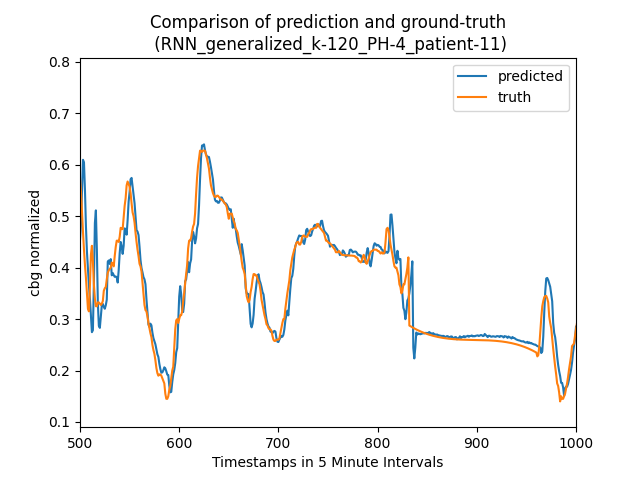 Comparison of prediction and ground-truth
(RNN_generalized_k-120_PH-4_patient-11)
predicted
truth
cbg normalized
0.8
0.7
0.6
0.5
0.4
0.3
0.2
0.1
500 600 700 800 900 1000
Timestamps in 5 Minute Intervals